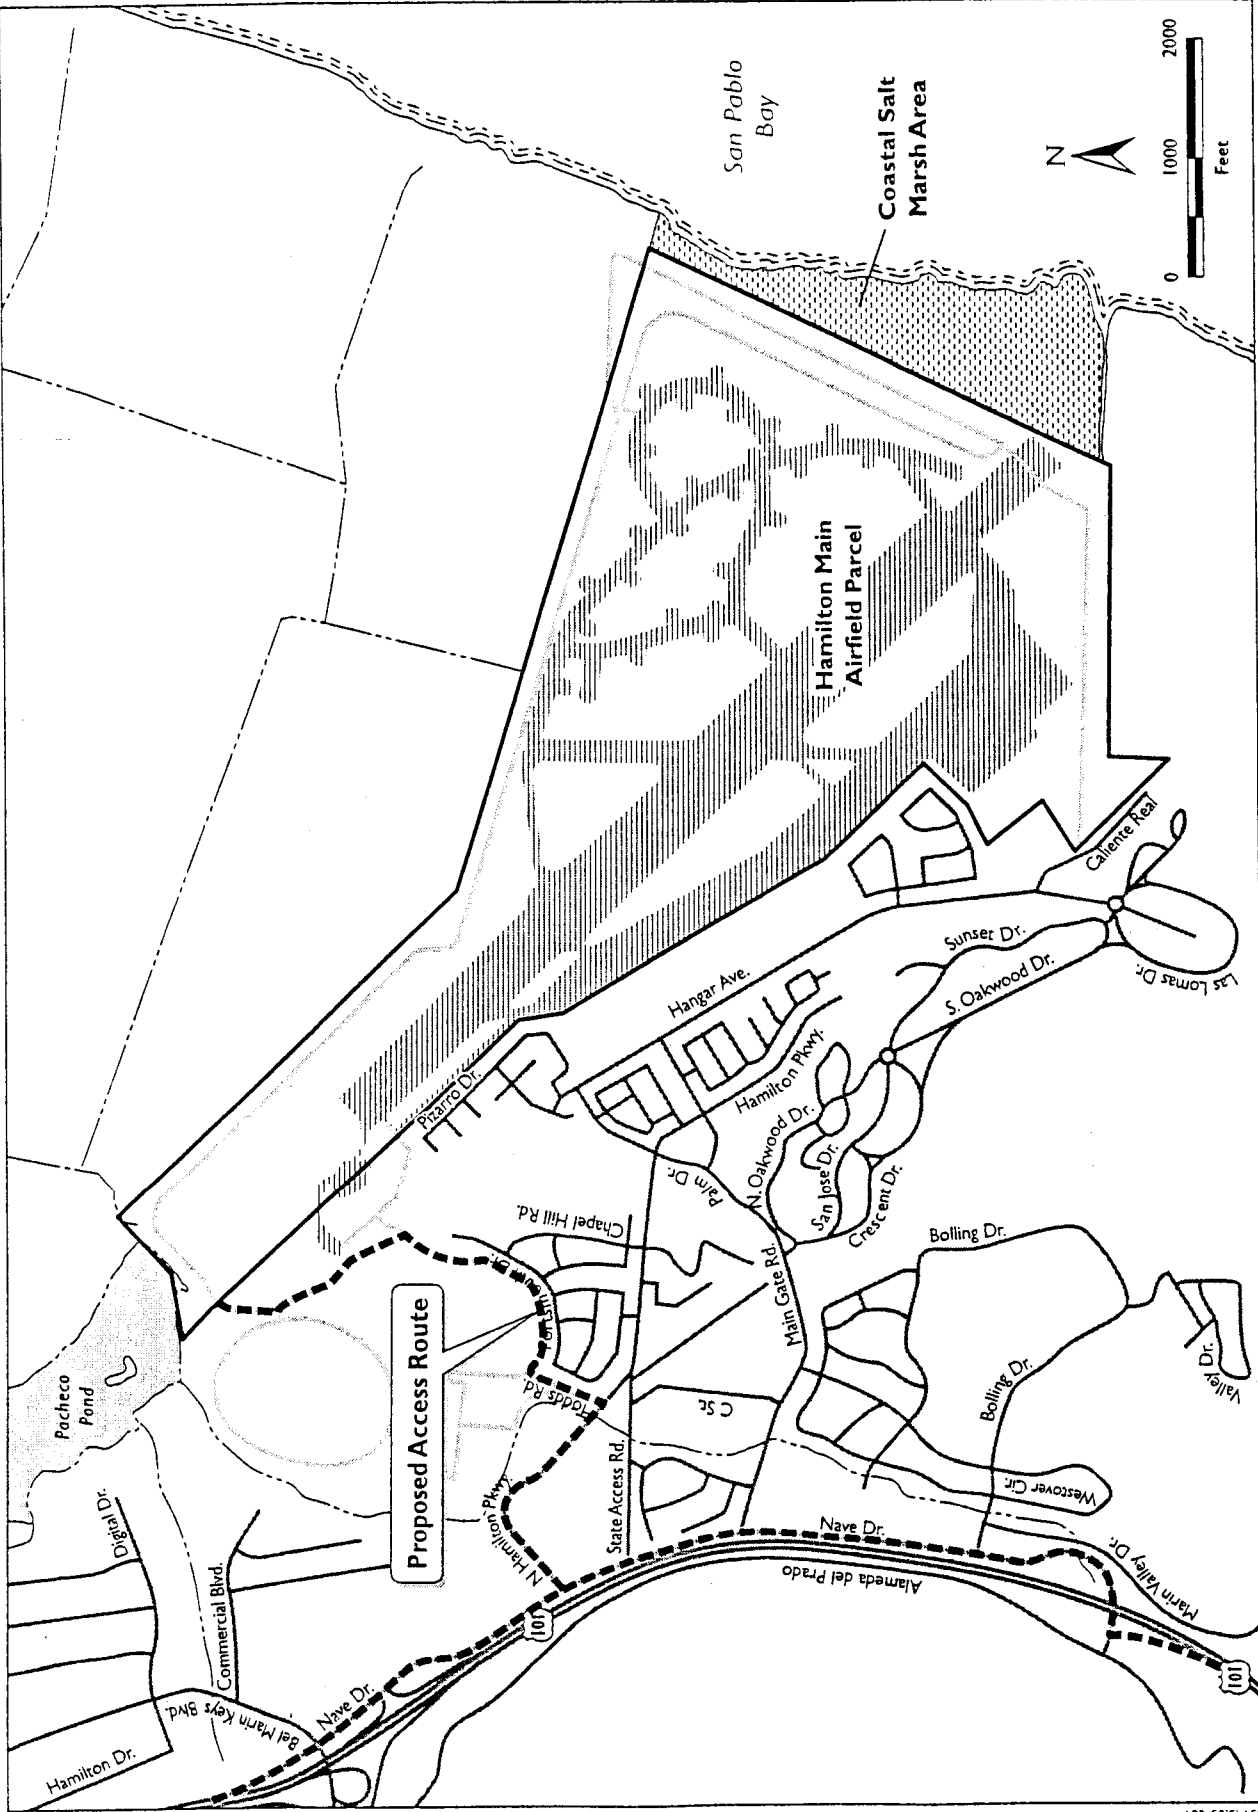 San Pablo
Bay
Coastal Salt
Marsh Area
N
0
1000
2000
Feet
Hamilton Main
Airfield Parcel
Pacheco
Pond
Proposed Access Route
Digital Dr.
Commercial Blvd.
Hamilton Dr.
Bel Marin Keys Blvd.
Nave Dr.
N Hamilton Pkwy.
Hodds Rd.
State Access Rd.
C St.
Chapel Hill Rd.
Pizarro Dr.
Hangar Ave.
Hamilton Pkwy.
Palm Dr.
N. Oakwood Dr.
San Jose Dr.
Crescent Dr.
Main Gate Rd.
Sunset Dr.
S. Oakwood Dr.
Las Lomas Dr.
Caliente Real
Bolling Dr.
Bolling Dr.
Valley Dr.
Westover Cir.
Nave Dr.
Alameda del Prado
Marin Valley Dr.
101
101